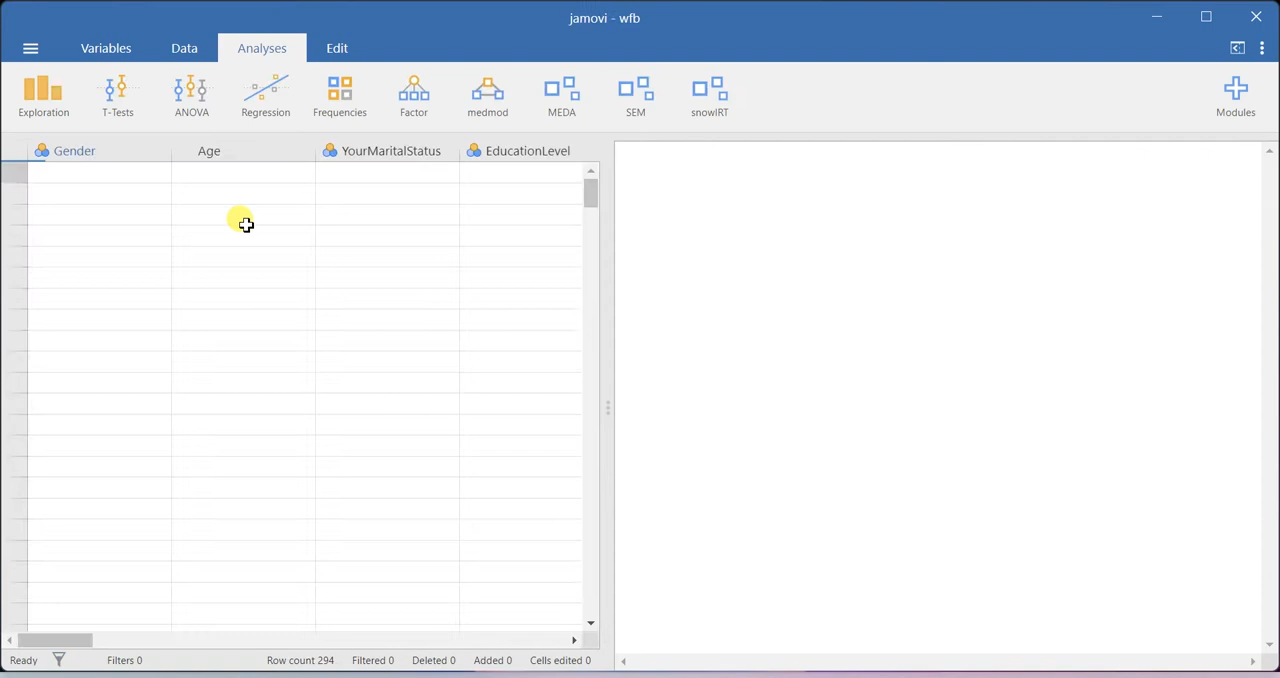 jamovi - wfb
Variables Data Analyses Edit
Exploration T-Tests ANOVA Regression Frequencies Factor medmod MEDA SEM snowIRT Modules
Gender Age YourMaritalStatus EducationLevel
Ready Filters 0 Row count 294 Filtered 0 Deleted 0 Added 0 Cells edited 0